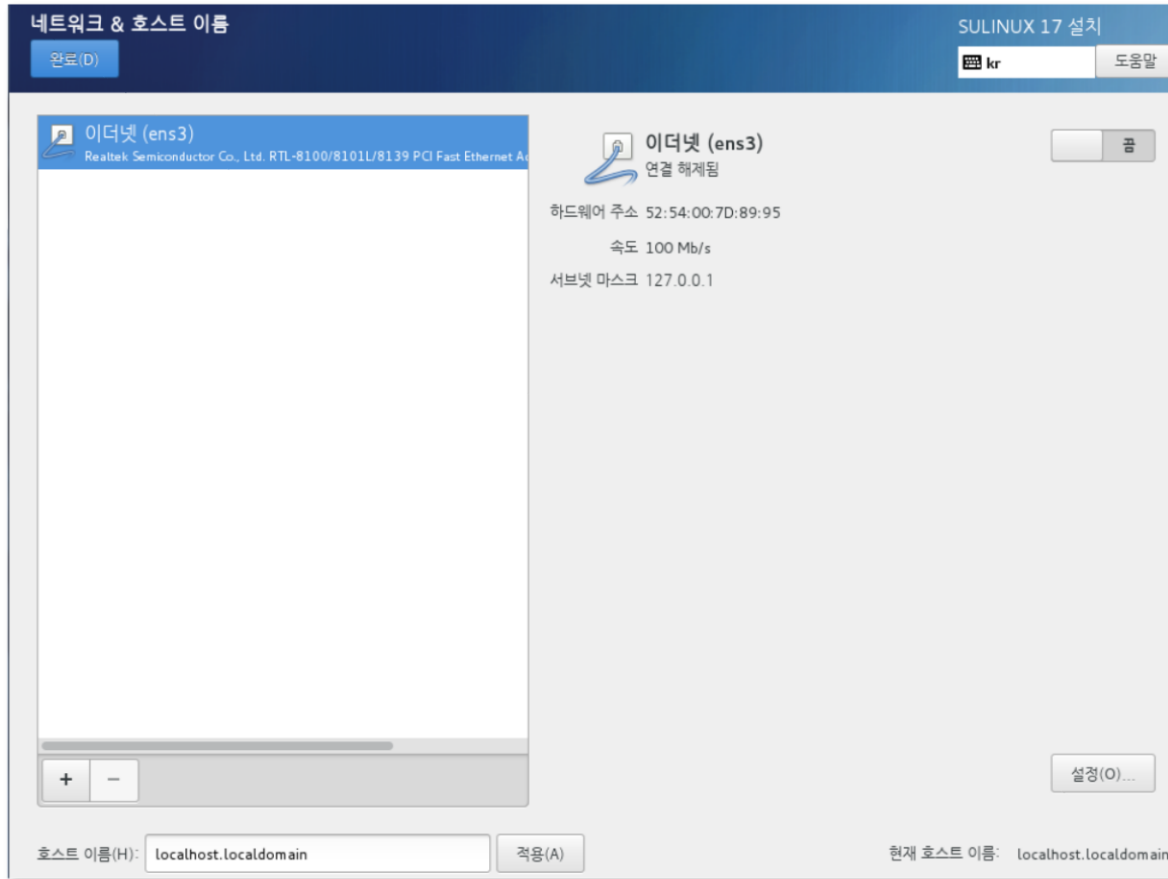 네트워크 & 호스트 이름
SULINUX 17 설치
완료(D)
kr
도움말
이더넷 (ens3)
Realtek Semiconductor Co., Ltd. RTL-8100/8101L/8139 PCI Fast Ethernet
이더넷 (ens3)
연결 해제됨
끔
하드웨어 주소 52:54:00:7D:89:95
속도 100 Mb/s
서브넷 마스크 127.0.0.1
+ −
설정(O)...
호스트 이름(H): localhost.localdomain 적용(A) 현재 호스트 이름: localhost.localdomain